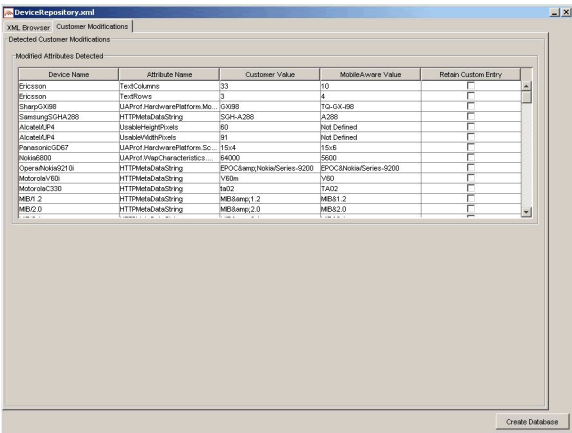 DeviceRepository.xml
XML Browser Customer Modifications
Detected Customer Modifications
Modified Attributes Detected
Device Name Attribute Name Customer Value MobileAware Value Retain Custom Entry
Ericsson TextColumns 33 10
Ericsson TextRows 3 4
SharpGXI98 UAProf.HardwarePlatform.Mo... GXI98 TQ-GX-I98
SamsungSGHA288 HTTPMetaDataString SGH-A288 A288
Alcatel/UP4 UsableHeightPixels 60 Not Defined
Alcatel/UP4 UsableWidthPixels 91 Not Defined
PanasonicGD67 UAProf.HardwarePlatform.Sc... 15x4 15x6
Nokia6800 UAProf.WapCharacteristics.... 64000 5600
Opera/Nokia9210i HTTPMetaDataString EPOC&amp;Nokia/Series-9200 EPOC&Nokia/Series-9200
MotorolaV60i HTTPMetaDataString V60m V60
MotorolaC330 HTTPMetaDataString ta02 TA02
MIB/1.2 HTTPMetaDataString MIB&amp;1.2 MIB&1.2
MIB/2.0 HTTPMetaDataString MIB&amp;2.0 MIB&2.0
Create Database